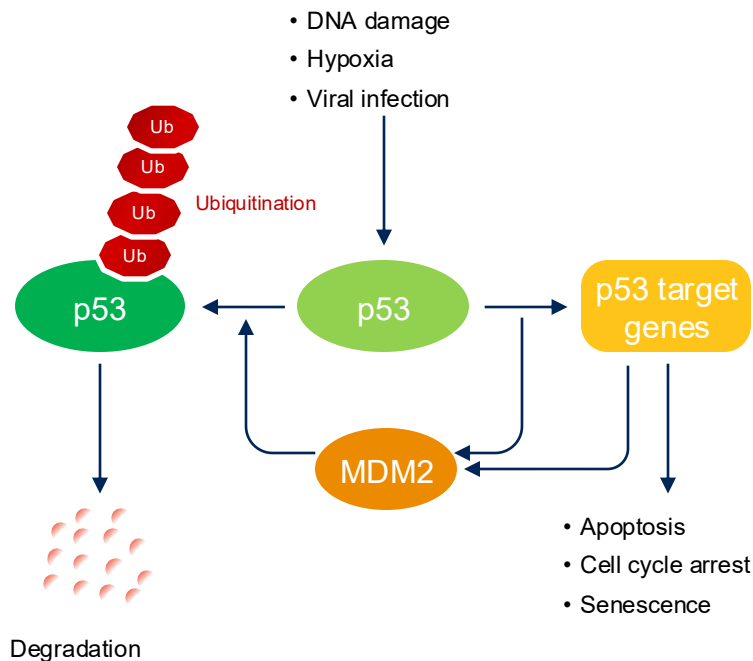 • DNA damage
• Hypoxia
• Viral infection
Ub
Ub
Ub
Ub
Ubiquitination
p53
p53
p53 target
genes
MDM2
• Apoptosis
• Cell cycle arrest
• Senescence
Degradation